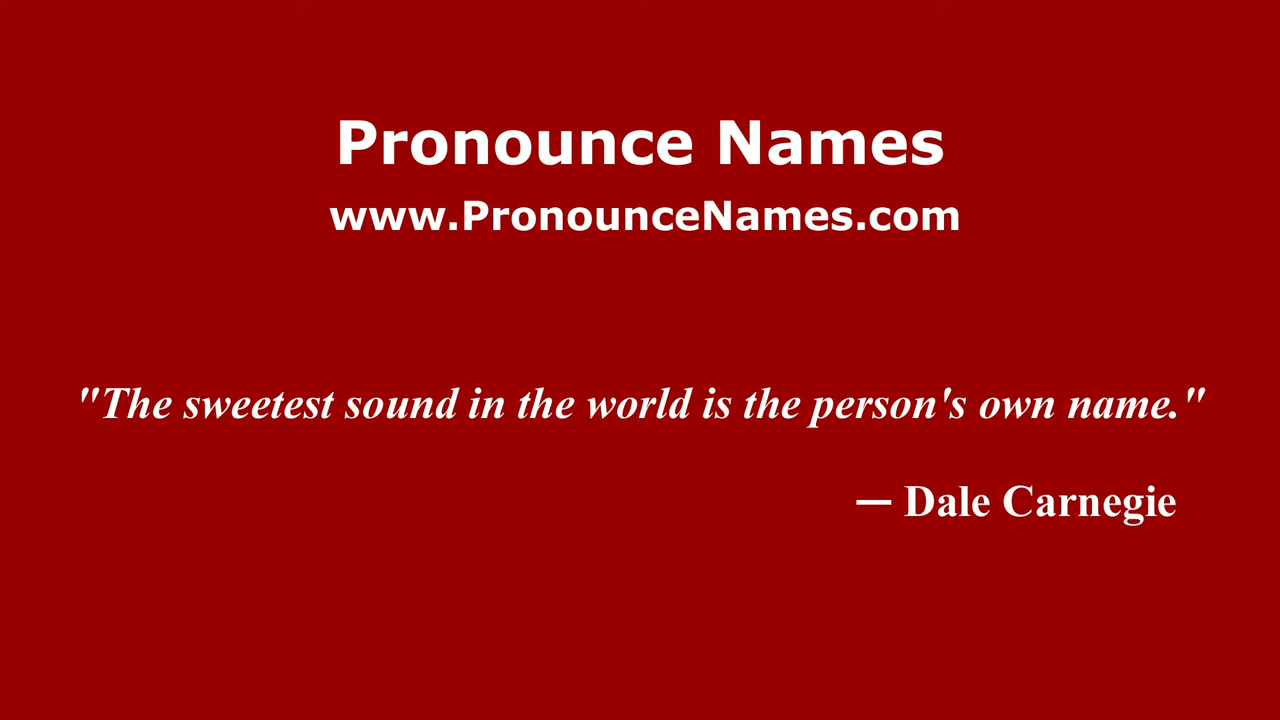 Pronounce Names
www.PronounceNames.com
"The sweetest sound in the world is the person's own name."
— Dale Carnegie